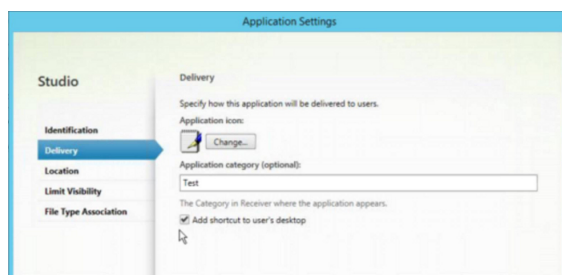 Application Settings
Studio
Identification
Delivery
Location
Limit Visibility
File Type Association
Delivery
Specify how this application will be delivered to users.
Application icon:
Change...
Application category (optional):
Test
The Category in Receiver where the application appears.
Add shortcut to user's desktop